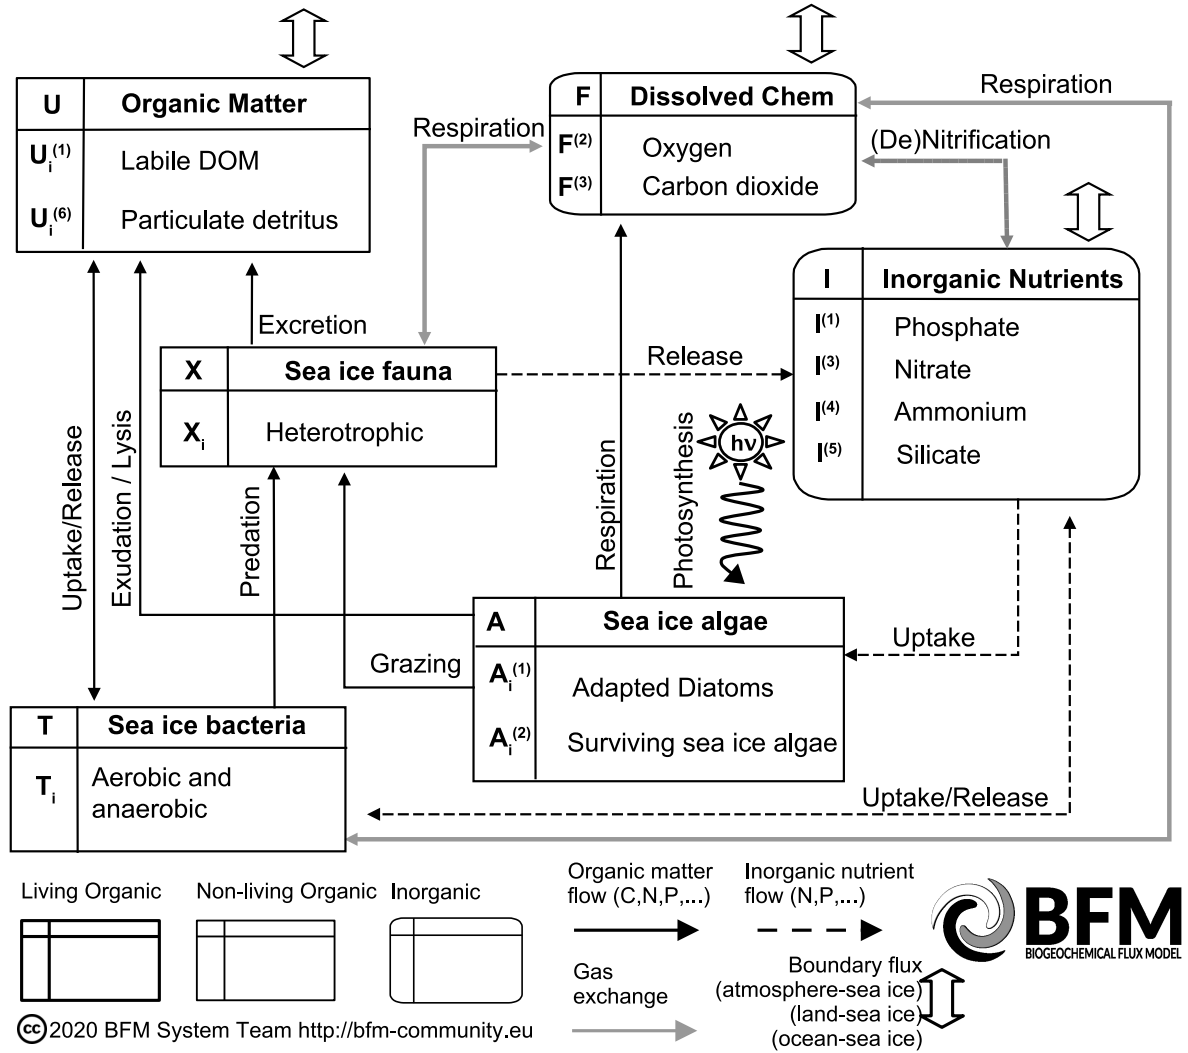 U Organic Matter
U_i^(1) Labile DOM
U_i^(6) Particulate detritus
F Dissolved Chem
F^(2) Oxygen
F^(3) Carbon dioxide
Respiration
Respiration
(De)Nitrification
I Inorganic Nutrients
I^(1) Phosphate
I^(3) Nitrate
I^(4) Ammonium
I^(5) Silicate
Excretion
X Sea ice fauna
X_i Heterotrophic
Release
Uptake/Release
Exudation / Lysis
Predation
Respiration
Photosynthesis
hν
Grazing
A Sea ice algae
A_i^(1) Adapted Diatoms
A_i^(2) Surviving sea ice algae
Uptake
T Sea ice bacteria
T_i Aerobic and
anaerobic
Uptake/Release
Living Organic
Non-living Organic
Inorganic
Organic matter
flow (C,N,P,...)
Inorganic nutrient
flow (N,P,...)
Gas
exchange
Boundary flux
(atmosphere-sea ice)
(land-sea ice)
(ocean-sea ice)
BFM
BIOGEOCHEMICAL FLUX MODEL
cc 2020 BFM System Team http://bfm-community.eu